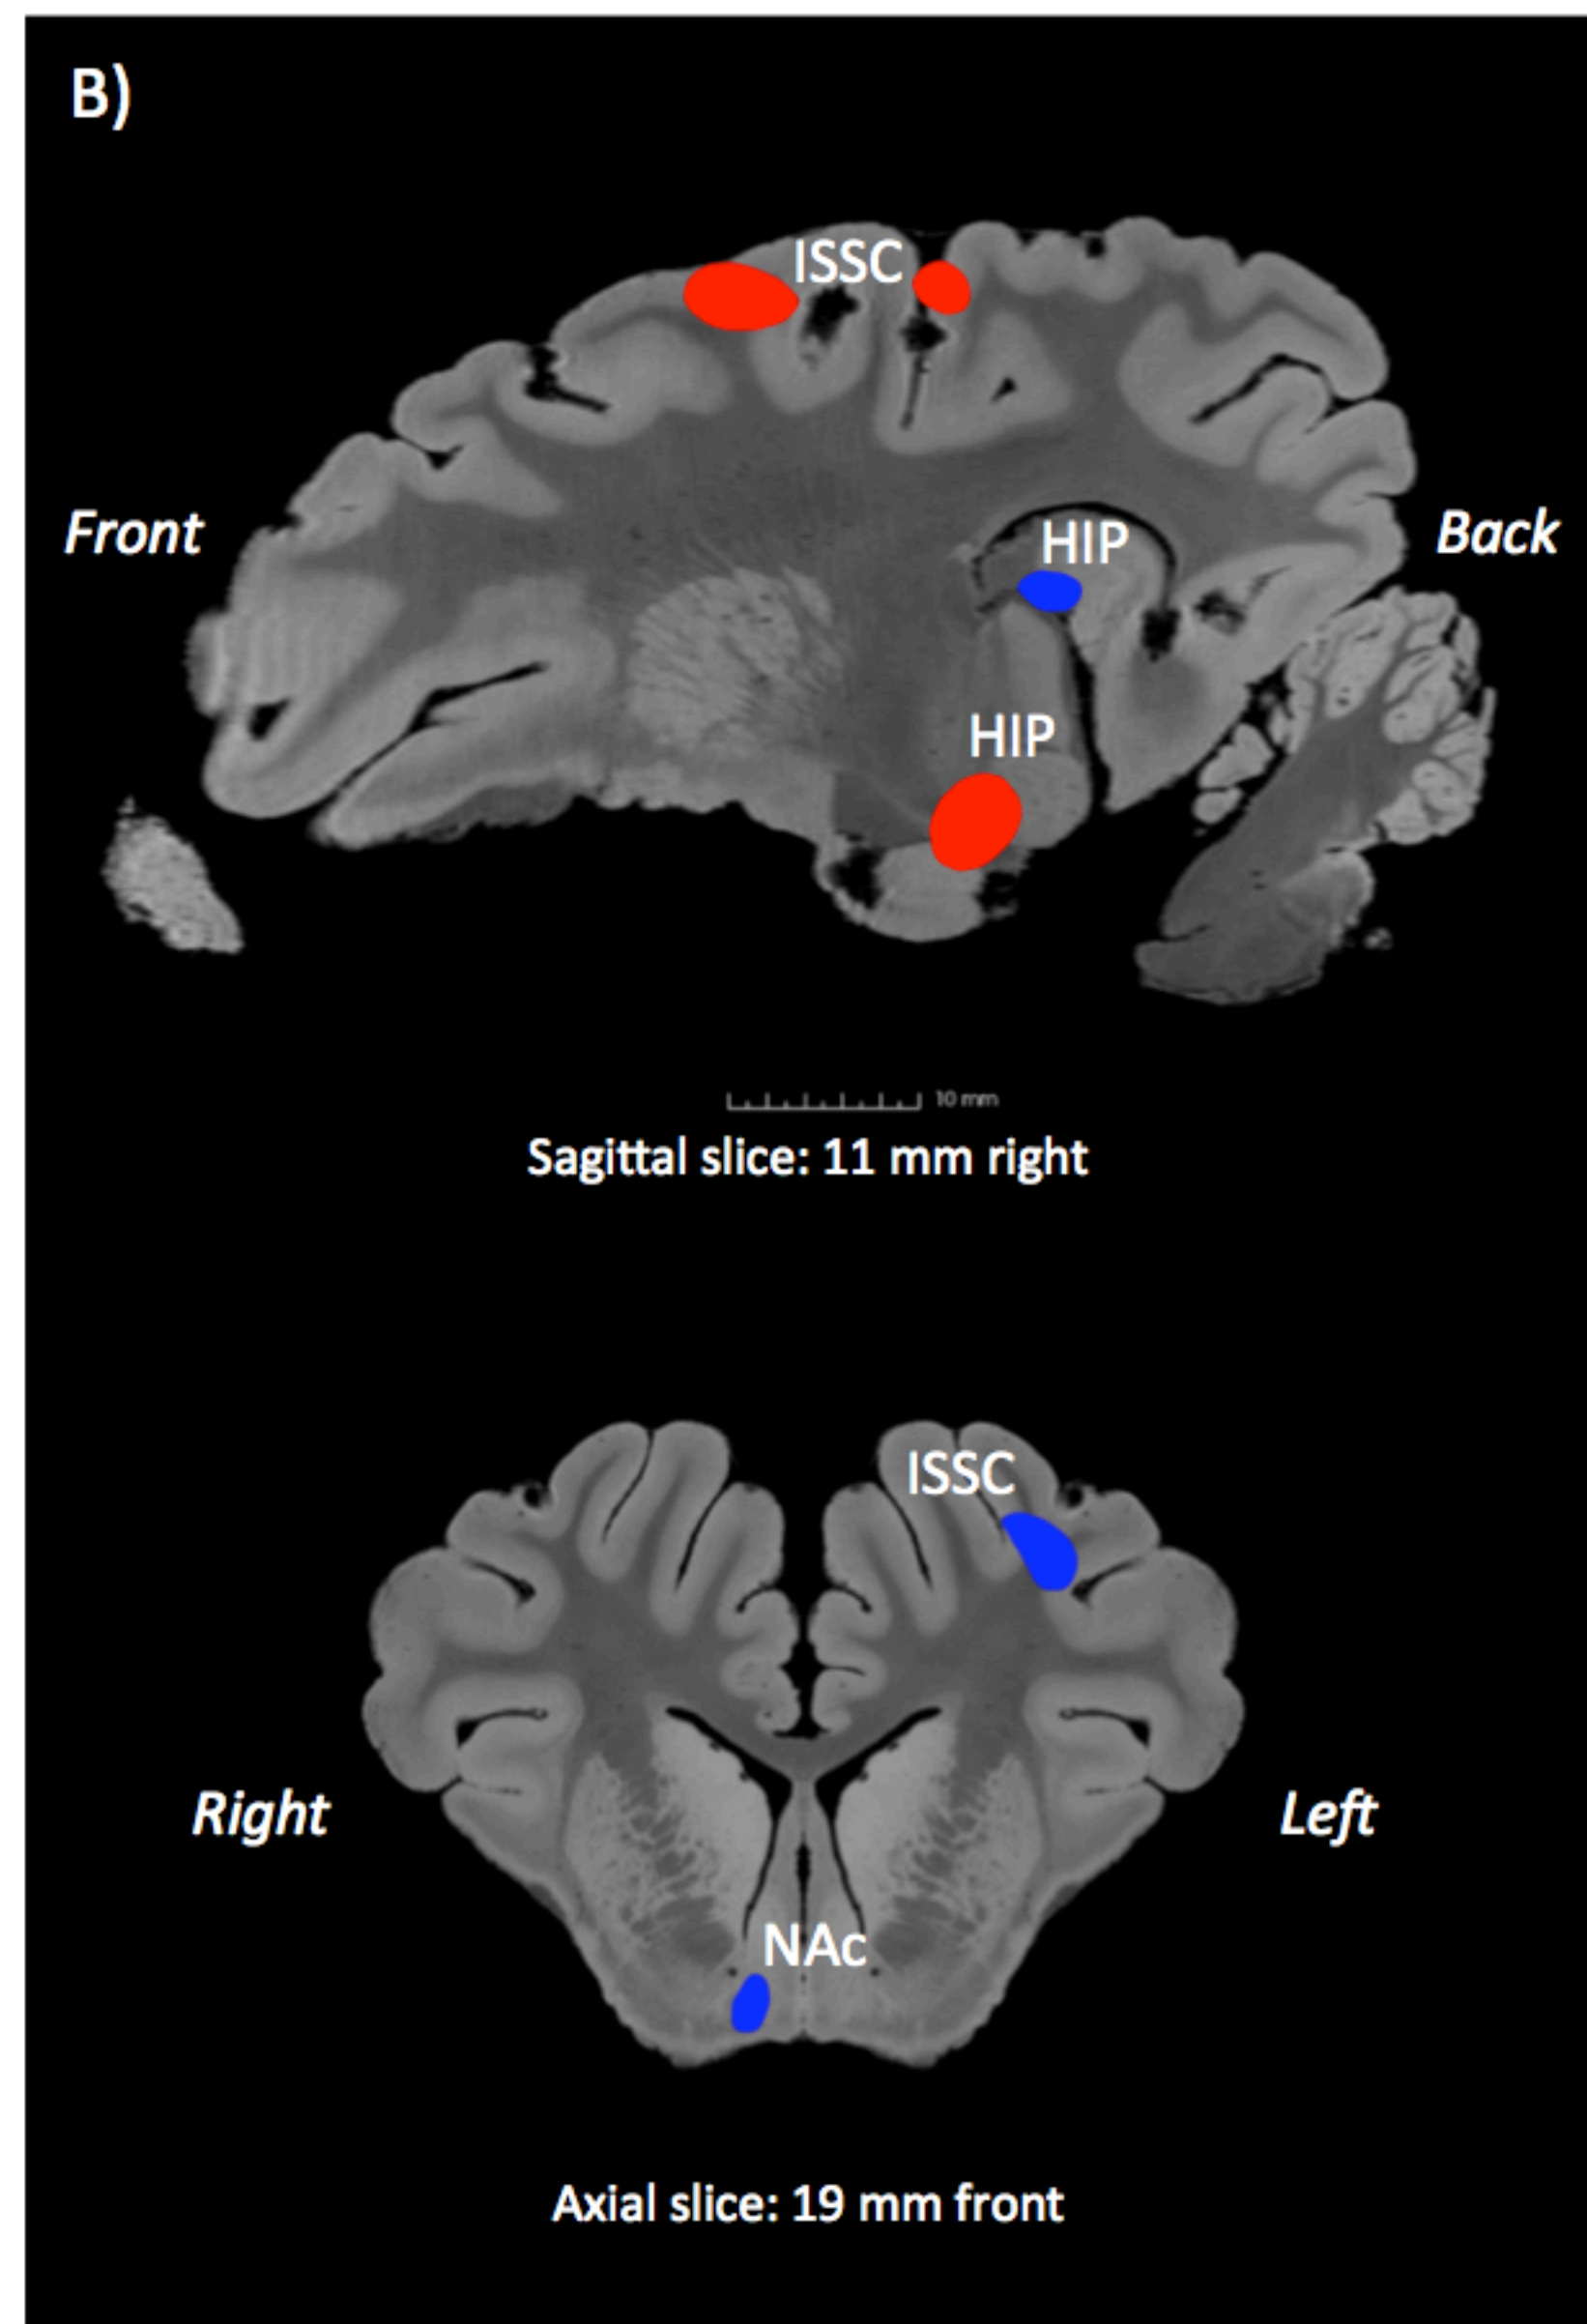 B)
ISSC
Front
HIP
Back
HIP
10 mm
Sagittal slice: 11 mm right
ISSC
Right
Left
NAc
Axial slice: 19 mm front